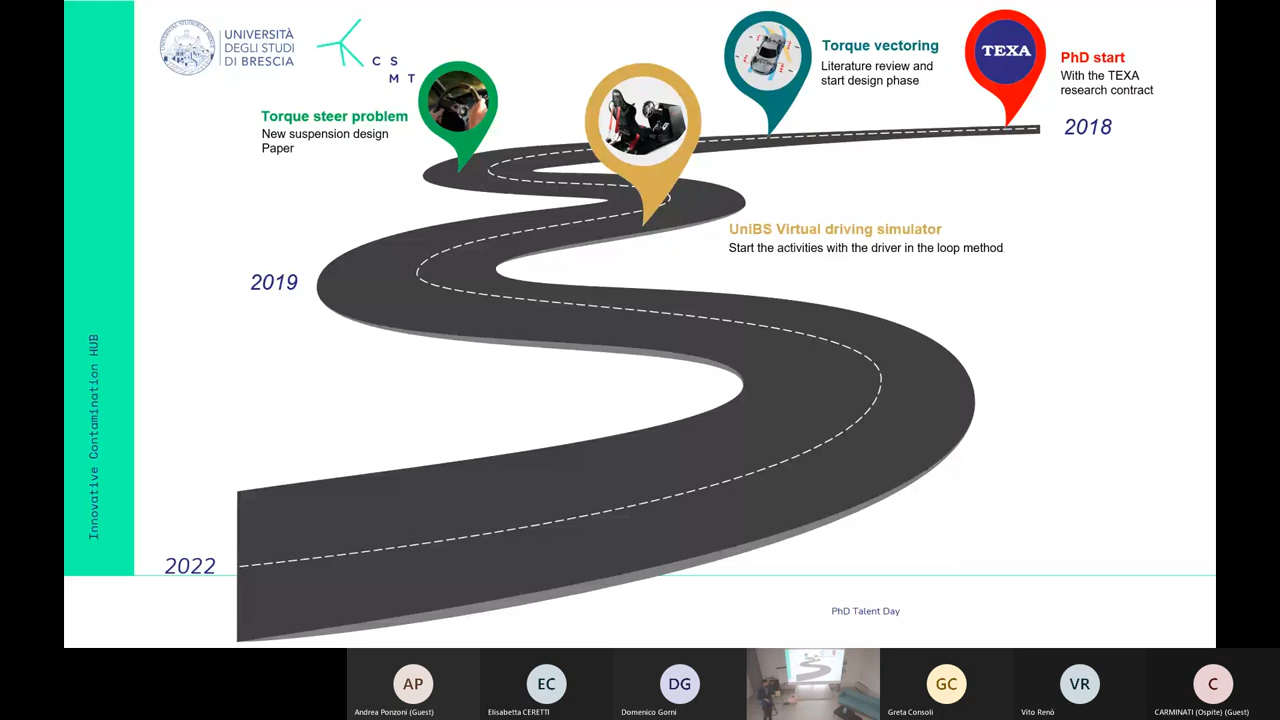 UNIVERSITÀ
DEGLI STUDI
DI BRESCIA
C S
M T
Torque vectoring
Literature review and
start design phase
TEXA
PhD start
With the TEXA
research contract
2018
Torque steer problem
New suspension design
Paper
UniBS Virtual driving simulator
Start the activities with the driver in the loop method
2019
Innovative Contamination HUB
2022
PhD Talent Day
AP
Andrea Ponzoni (Guest)
EC
Elisabetta CERETTI
DG
Domenico Gorni
GC
Greta Consoli
VR
Vito Renò
C
CARMINATI (Ospite) (Guest)